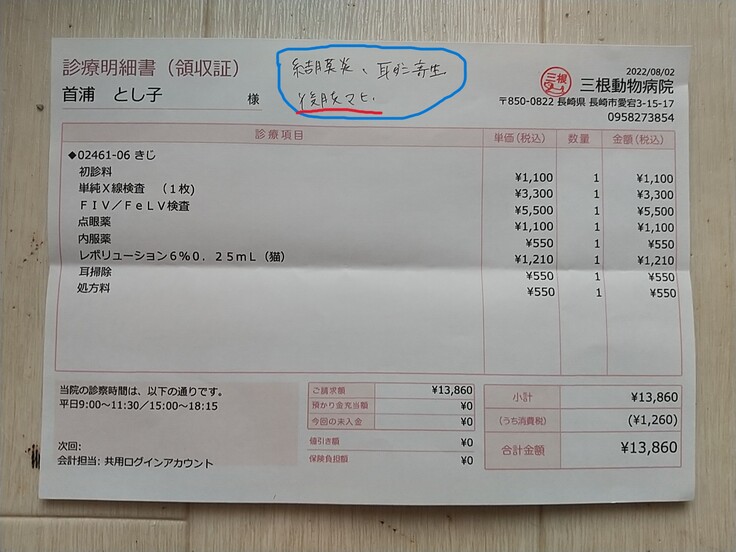 診療明細書（領収証）
首浦 とし子 様
結膜炎、耳ダニ寄生
後肢マヒ.
2022/08/02
三根
三根動物病院
〒850-0822 長崎県 長崎市愛宕3-15-17
0958273854
診療項目 単価(税込) 数量 金額(税込)
◆02461-06 きじ
初診料 ¥1,100 1 ¥1,100
単純Ｘ線検査 （１枚） ¥3,300 1 ¥3,300
ＦＩＶ／ＦｅＬＶ検査 ¥5,500 1 ¥5,500
点眼薬 ¥1,100 1 ¥1,100
内服薬 ¥550 1 ¥550
レボリューション６％０．２５ｍＬ（猫） ¥1,210 1 ¥1,210
耳掃除 ¥550 1 ¥550
処方料 ¥550 1 ¥550
当院の診察時間は、以下の通りです。
平日9:00～11:30／15:00～18:15
次回:
会計担当: 共用ログインアカウント
ご請求額 ¥13,860
預かり金充当額 ¥0
今回の未入金 ¥0
値引き額 ¥0
保険負担額 ¥0
小計 ¥13,860
(うち消費税) (¥1,260)
合計金額 ¥13,860